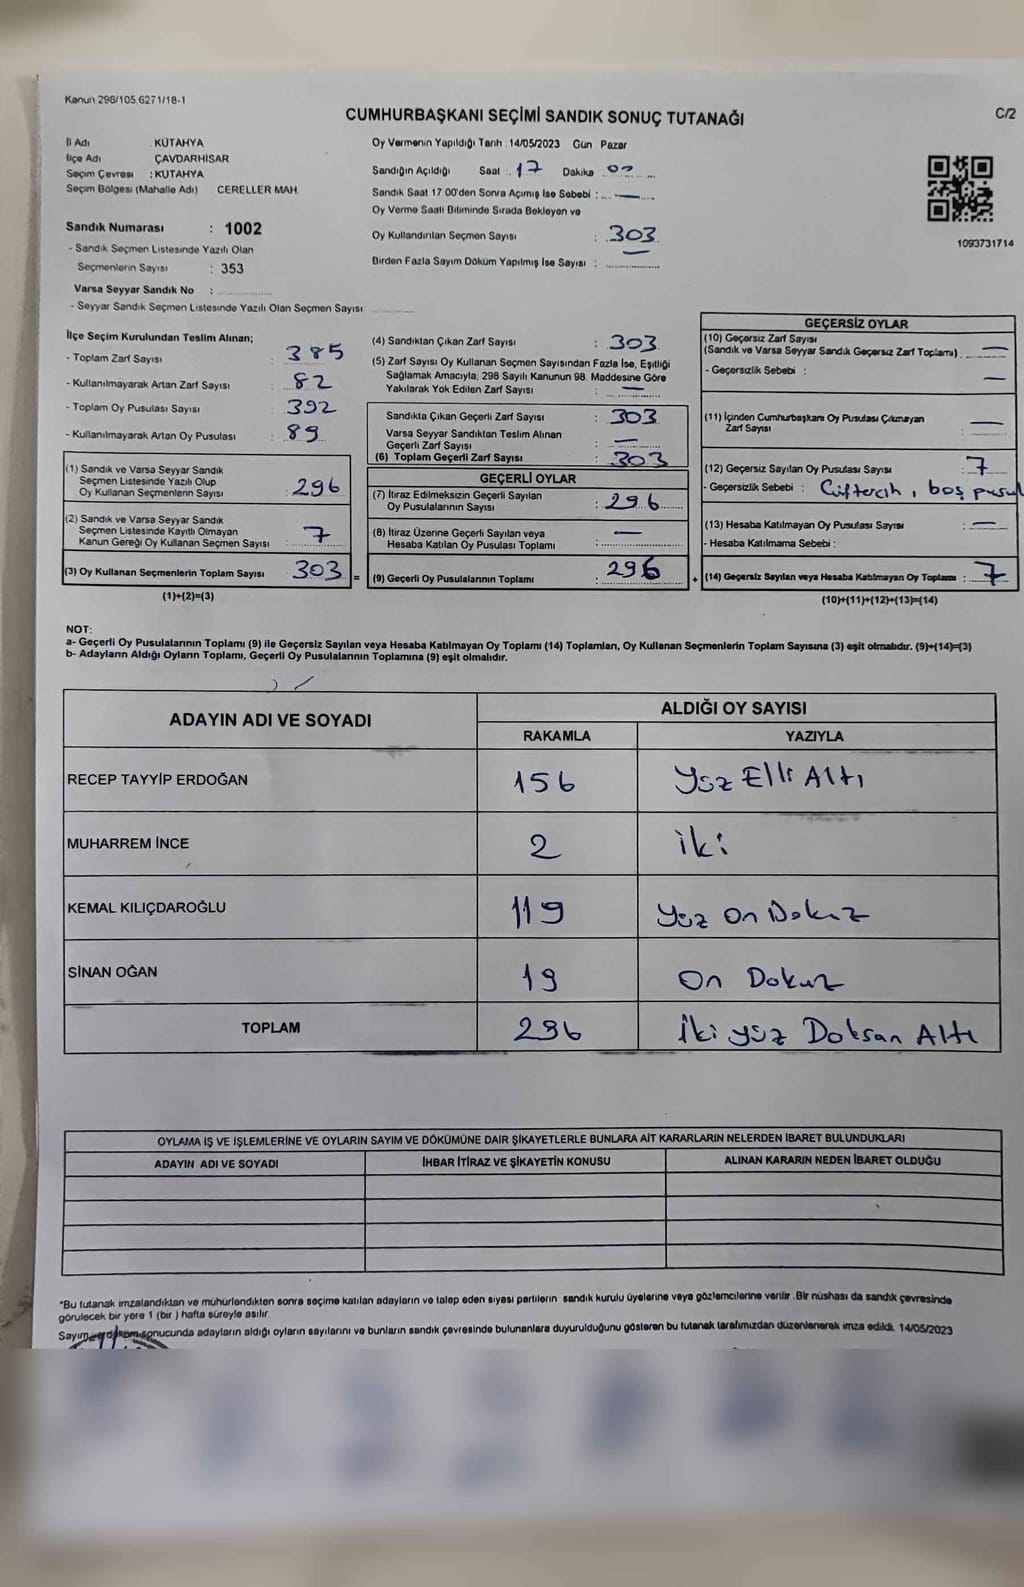 Kanun 298/105 6271/18-1
CUMHURBAŞKANI SEÇİMİ SANDIK SONUÇ TUTANAĞI
C/2
İl Adı : KÜTAHYA
İlçe Adı : ÇAVDARHİSAR
Seçim Çevresi : KÜTAHYA
Seçim Bölgesi (Mahalle Adı) : CERELLER MAH.
Oy Vermenin Yapıldığı Tarih : 14/05/2023 Gün Pazar
Sandığın Açıldığı Saat : 17 Dakika 00
Sandık Saat 17.00'den Sonra Açımış İse Sebebi : —
Oy Verme Saati Bitiminde Sırada Bekleyen ve
Oy Kullandırılan Seçmen Sayısı : 303
Birden Fazla Sayım Döküm Yapılmış İse Sayısı :
1093731714
Sandık Numarası : 1002
- Sandık Seçmen Listesinde Yazılı Olan
Seçmenlerin Sayısı : 353
Varsa Seyyar Sandık No :
- Seyyar Sandık Seçmen Listesinde Yazılı Olan Seçmen Sayısı
İlçe Seçim Kurulundan Teslim Alınan;
- Toplam Zarf Sayısı : 385
- Kullanılmayarak Artan Zarf Sayısı : 82
- Toplam Oy Pusulası Sayısı : 392
- Kullanılmayarak Artan Oy Pusulası : 89
(1) Sandık ve Varsa Seyyar Sandık
Seçmen Listesinde Yazılı Olup
Oy Kullanan Seçmenlerin Sayısı : 296
(2) Sandık ve Varsa Seyyar Sandık
Seçmen Listesinde Kayıtlı Olmayan
Kanun Gereği Oy Kullanan Seçmen Sayısı : 7
(3) Oy Kullanan Seçmenlerin Toplam Sayısı 303 =
(1)+(2)=(3)
(4) Sandıktan Çıkan Zarf Sayısı : 303
(5) Zarf Sayısı Oy Kullanan Seçmen Sayısından Fazla İse, Eşitliği
Sağlamak Amacıyla, 298 Sayılı Kanunun 98. Maddesine Göre
Yakılarak Yok Edilen Zarf Sayısı : —
Sandıkta Çıkan Geçerli Zarf Sayısı : 303
Varsa Seyyar Sandıktan Teslim Alınan
Geçerli Zarf Sayısı : —
(6) Toplam Geçerli Zarf Sayısı : 303
GEÇERLİ OYLAR
(7) İtiraz Edilmeksizin Geçerli Sayılan
Oy Pusulalarının Sayısı : 296
(8) İtiraz Üzerine Geçerli Sayılan veya
Hesaba Katılan Oy Pusulası Toplamı : —
(9) Geçerli Oy Pusulalarının Toplamı : 296 +
GEÇERSİZ OYLAR
(10) Geçersiz Zarf Sayısı
(Sandık ve Varsa Seyyar Sandık Geçersiz Zarf Toplamı) —
- Geçersizlik Sebebi : —
(11) İçinden Cumhurbaşkanı Oy Pusulası Çıkmayan
Zarf Sayısı : —
(12) Geçersiz Sayılan Oy Pusulası Sayısı : 7
- Geçersizlik Sebebi : Çift tercih, boş pusul
(13) Hesaba Katılmayan Oy Pusulası Sayısı : —
- Hesaba Katılmama Sebebi :
(14) Geçersiz Sayılan veya Hesaba Katılmayan Oy Toplamı : 7
(10)+(11)+(12)+(13)=(14)
NOT:
a- Geçerli Oy Pusulalarının Toplamı (9) ile Geçersiz Sayılan veya Hesaba Katılmayan Oy Toplamı (14) Toplamları, Oy Kullanan Seçmenlerin Toplam Sayısına (3) eşit olmalıdır. (9)+(14)=(3)
b- Adayların Aldığı Oyların Toplamı, Geçerli Oy Pusulalarının Toplamına (9) eşit olmalıdır.
ADAYIN ADI VE SOYADI ALDIĞI OY SAYISI
RAKAMLA YAZIYLA
RECEP TAYYİP ERDOĞAN 156 Yüz Elli Altı
MUHARREM İNCE 2 iki
KEMAL KILIÇDAROĞLU 119 Yüz On Dokuz
SİNAN OĞAN 19 On Dokuz
TOPLAM 296 İki yüz Doksan Altı
OYLAMA İŞ VE İŞLEMLERİNE VE OYLARIN SAYIM VE DÖKÜMÜNE DAİR ŞİKAYETLERLE BUNLARA AİT KARARLARIN NELERDEN İBARET BULUNDUKLARI
ADAYIN ADI VE SOYADI İHBAR İTİRAZ VE ŞİKAYETİN KONUSU ALINAN KARARIN NEDEN İBARET OLDUĞU
*Bu tutanak imzalandıktan ve mühürlendikten sonra seçime katılan adayların ve talep eden siyasi partilerin sandık kurulu üyelerine veya gözlemcilerine verilir. Bir nüshası da sandık çevresinde
görülecek bir yere 1 (bir ) hafta süreyle asılır.
Sayım sonucunda adayların aldığı oyların sayılarını ve bunların sandık çevresinde bulunanlara duyurulduğunu gösteren bu tutanak tarafımızdan düzenlenerek imza edildi. 14/05/2023